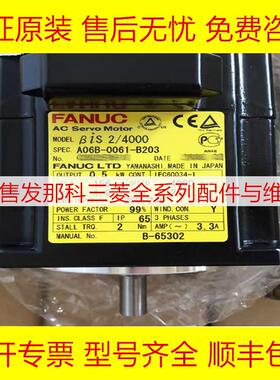 正原装 售后无忧 免费咨
FANUC
AC Servo Motor
MODEL βiS 2/4000
SPEC A06B-0061-B203
FANUC LTD YAMANASHI, MADE IN JAPAN
OUTPUT 0.5 kW CONT IEC60034-1
售发那科三菱全系列配件与维
POWER FACTOR 99% WIND. CON. Y
INS. CLASS F IP 65 3 PHASES
STALL TRQ. 2 Nm AMP(~) 3.3A
MANUAL NO. B-65302
开专票 型号齐全 顺丰包